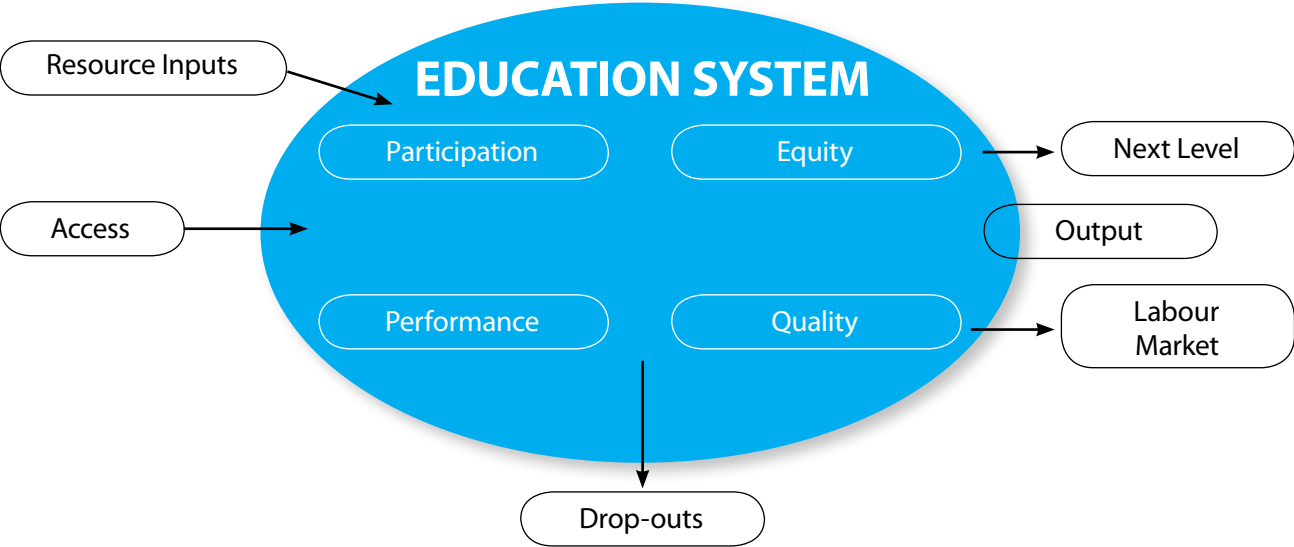 Resource Inputs
EDUCATION SYSTEM
Participation
Equity
Next Level
Access
Output
Performance
Quality
Labour
Market
Drop-outs